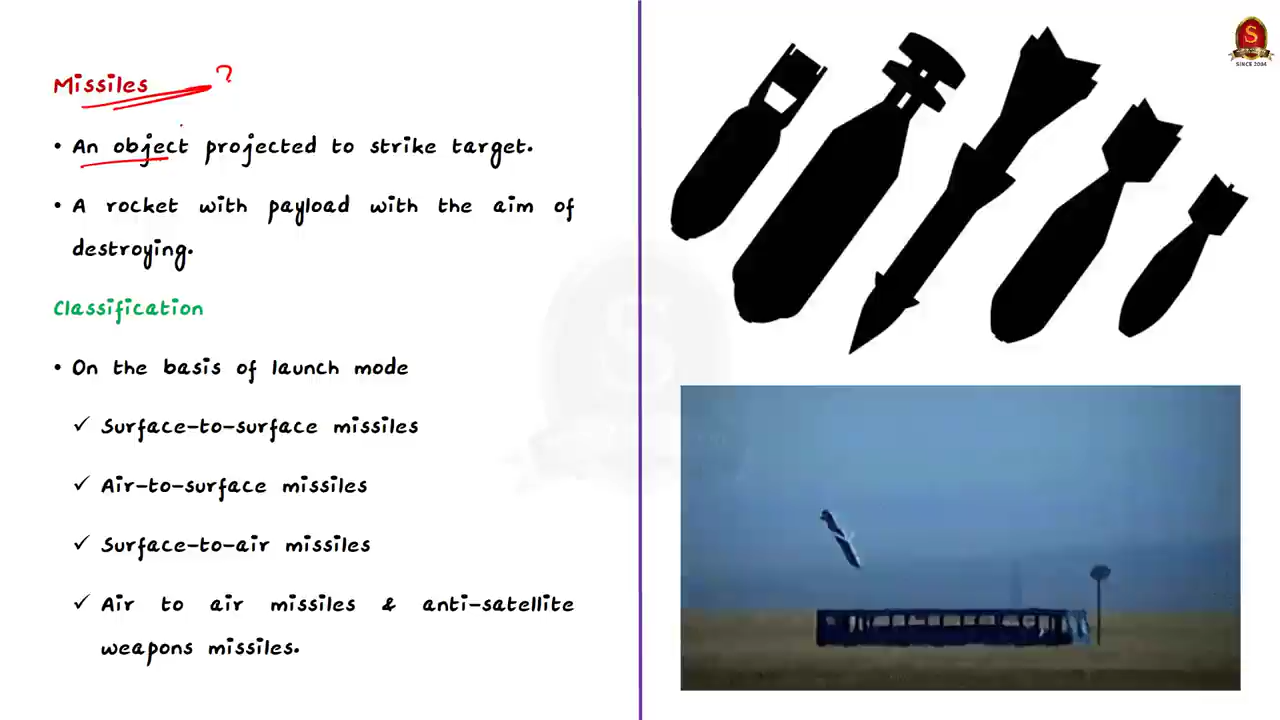 Missiles ?
• An object projected to strike target.
• A rocket with payload with the aim of
destroying.
Classification
• On the basis of launch mode
✓ Surface-to-surface missiles
✓ Air-to-surface missiles
✓ Surface-to-air missiles
✓ Air to air missiles & anti-satellite
weapons missiles.
S
SINCE 2004